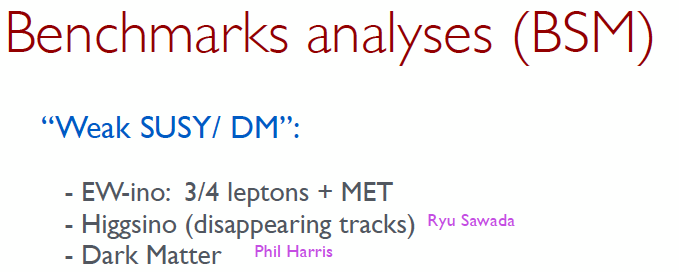 Benchmarks analyses (BSM)
“Weak SUSY/ DM”:
- EW-ino: 3/4 leptons + MET
- Higgsino (disappearing tracks) Ryu Sawada
- Dark Matter Phil Harris